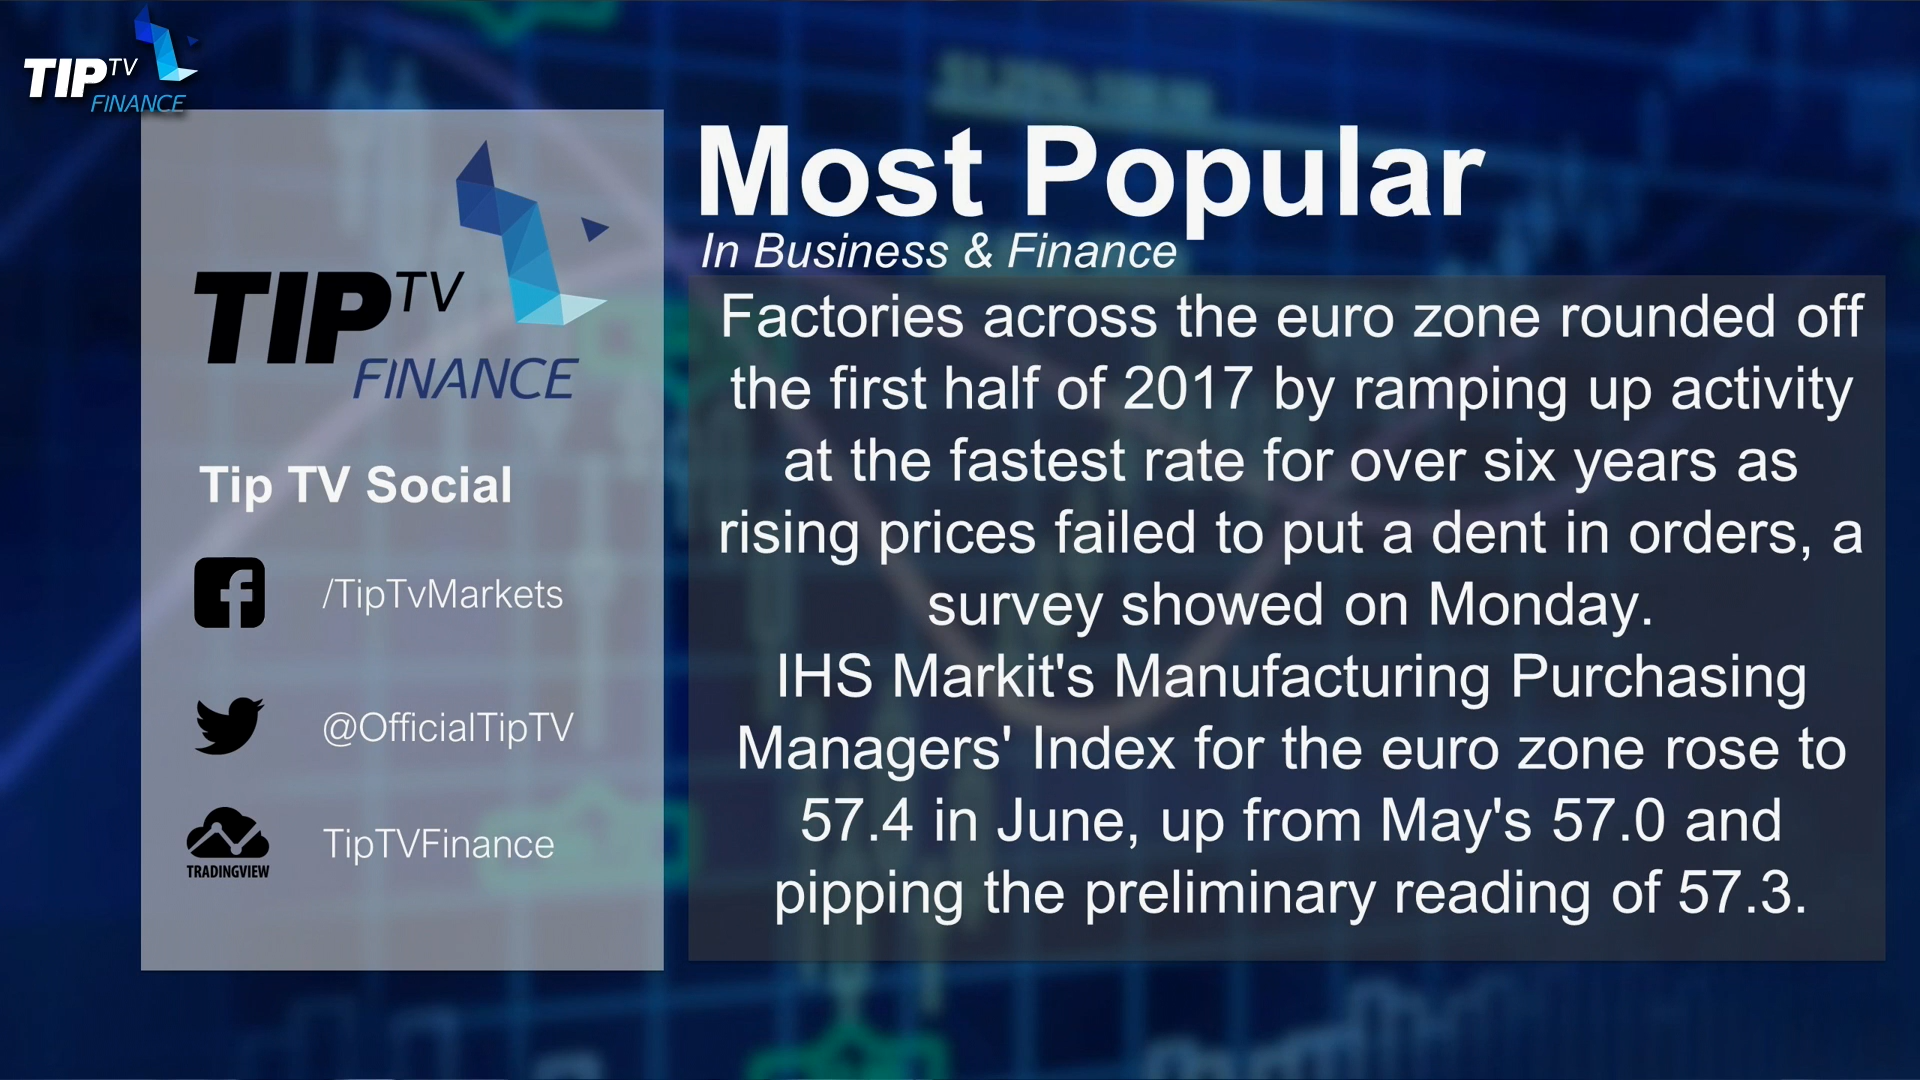 TIP TV
FINANCE
TIP TV
FINANCE
Tip TV Social
/TipTvMarkets
@OfficialTipTV
TRADINGVIEW
TipTVFinance
Most Popular
In Business & Finance
Factories across the euro zone rounded off
the first half of 2017 by ramping up activity
at the fastest rate for over six years as
rising prices failed to put a dent in orders, a
survey showed on Monday.
IHS Markit's Manufacturing Purchasing
Managers' Index for the euro zone rose to
57.4 in June, up from May's 57.0 and
pipping the preliminary reading of 57.3.